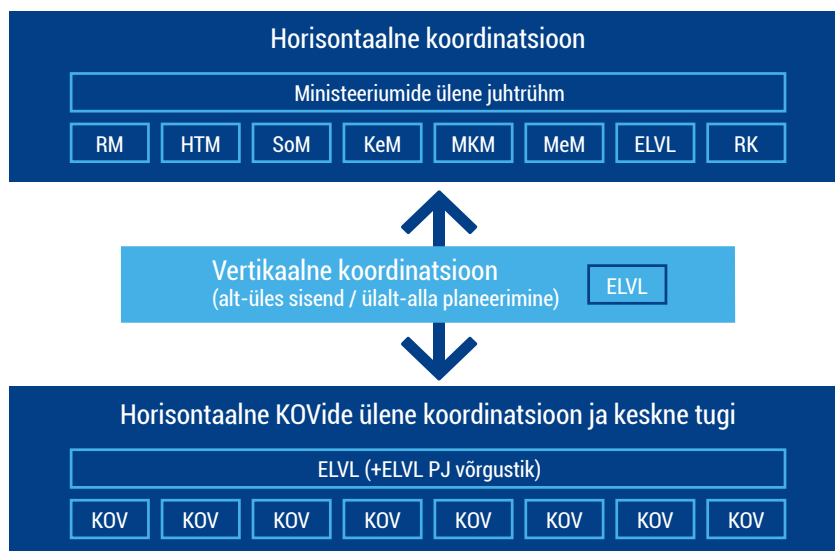 Horisontaalne koordinatsioon
Ministeeriumide ülene juhtrühm
RM HTM SoM KeM MKM MeM ELVL RK
Vertikaalne koordinatsioon
(alt-üles sisend / ülalt-alla planeerimine)
ELVL
Horisontaalne KOVide ülene koordinatsioon ja keskne tugi
ELVL (+ELVL PJ võrgustik)
KOV KOV KOV KOV KOV KOV KOV KOV